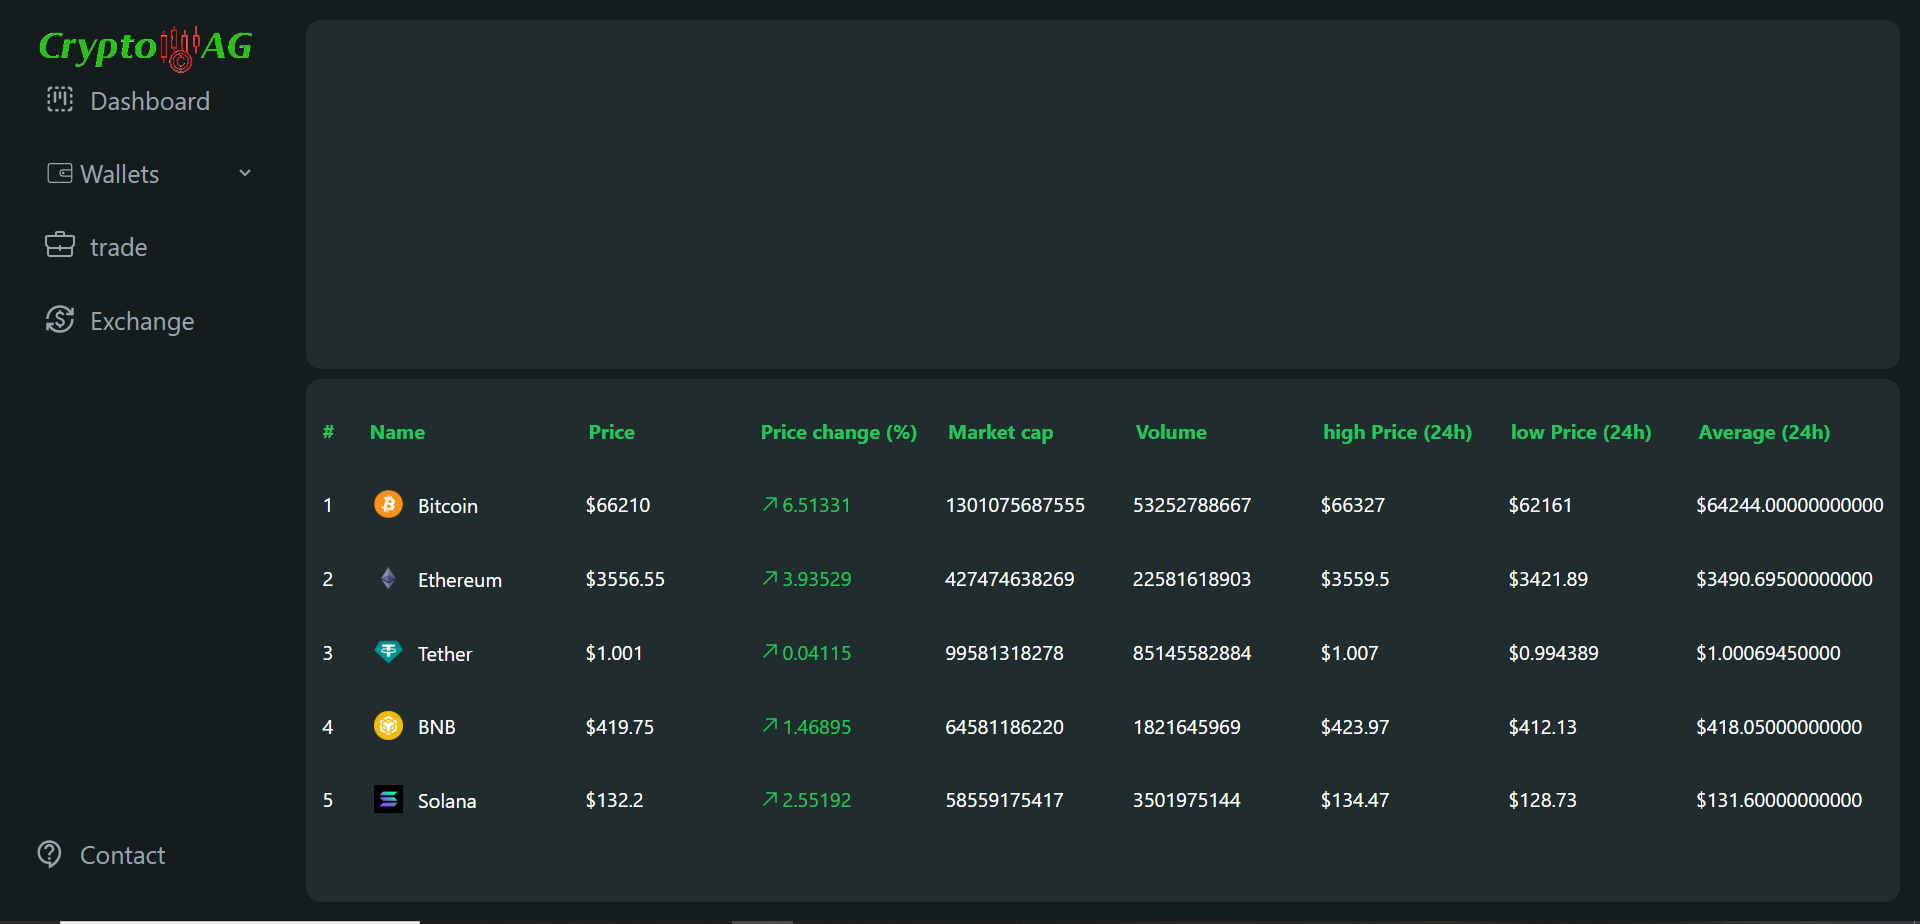 Crypto AG
Dashboard
Wallets
trade
Exchange
Contact
# Name Price Price change (%) Market cap Volume high Price (24h) low Price (24h) Average (24h)
1 Bitcoin $66210 6.51331 1301075687555 53252788667 $66327 $62161 $64244.00000000000
2 Ethereum $3556.55 3.93529 427474638269 22581618903 $3559.5 $3421.89 $3490.69500000000
3 Tether $1.001 0.04115 99581318278 85145582884 $1.007 $0.994389 $1.00069450000
4 BNB $419.75 1.46895 64581186220 1821645969 $423.97 $412.13 $418.05000000000
5 Solana $132.2 2.55192 58559175417 3501975144 $134.47 $128.73 $131.60000000000